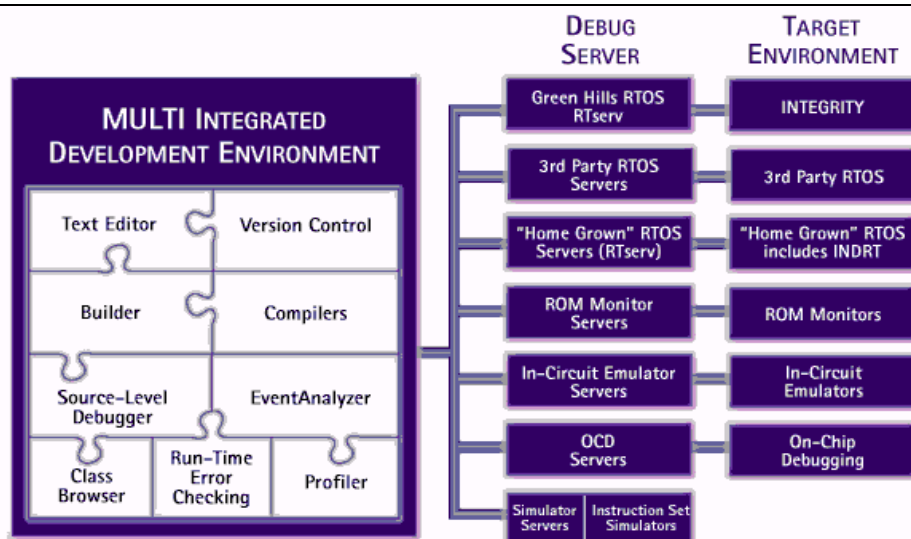 DEBUG
SERVER
TARGET
ENVIRONMENT
MULTI INTEGRATED
DEVELOPMENT ENVIRONMENT
Text Editor
Version Control
Builder
Compilers
Source-Level
Debugger
EventAnalyzer
Class
Browser
Run-Time
Error
Checking
Profiler
Green Hills RTOS
RTserv
INTEGRITY
3rd Party RTOS
Servers
3rd Party RTOS
"Home Grown" RTOS
Servers (RTserv)
"Home Grown" RTOS
includes INDRT
ROM Monitor
Servers
ROM Monitors
In-Circuit Emulator
Servers
In-Circuit
Emulators
OCD
Servers
On-Chip
Debugging
Simulator
Servers
Instruction Set
Simulators